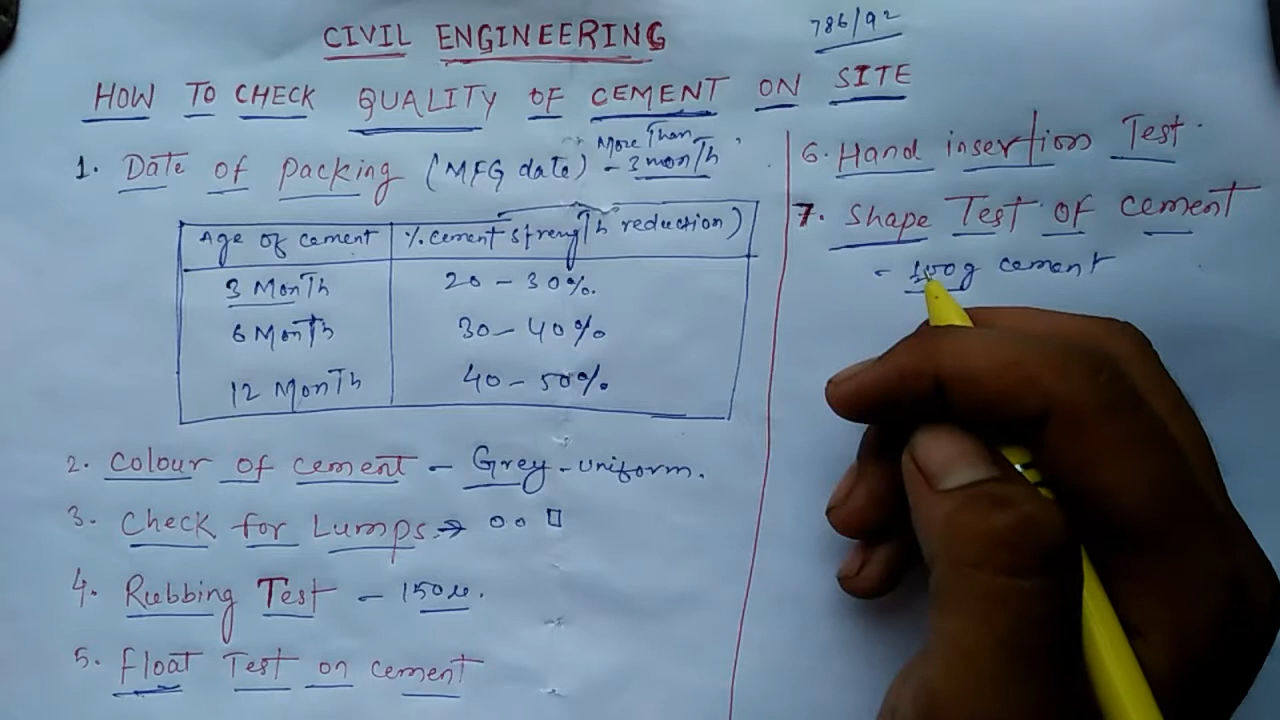 CIVIL ENGINEERING
786/92
HOW TO CHECK QUALITY OF CEMENT ON SITE
1. Date of Packing (MFG date) - More Than 3 month
Age of cement % cement strength reduction)
3 Month 20 - 30%.
6 Month 30 - 40%
12 Month 40 - 50%
2. Colour of cement - Grey - uniform.
3. Check for Lumps. →
4. Rubbing Test - 150u.
5. Float Test on cement
6. Hand insertion Test.
7. Shape Test of cement
- 100g cement